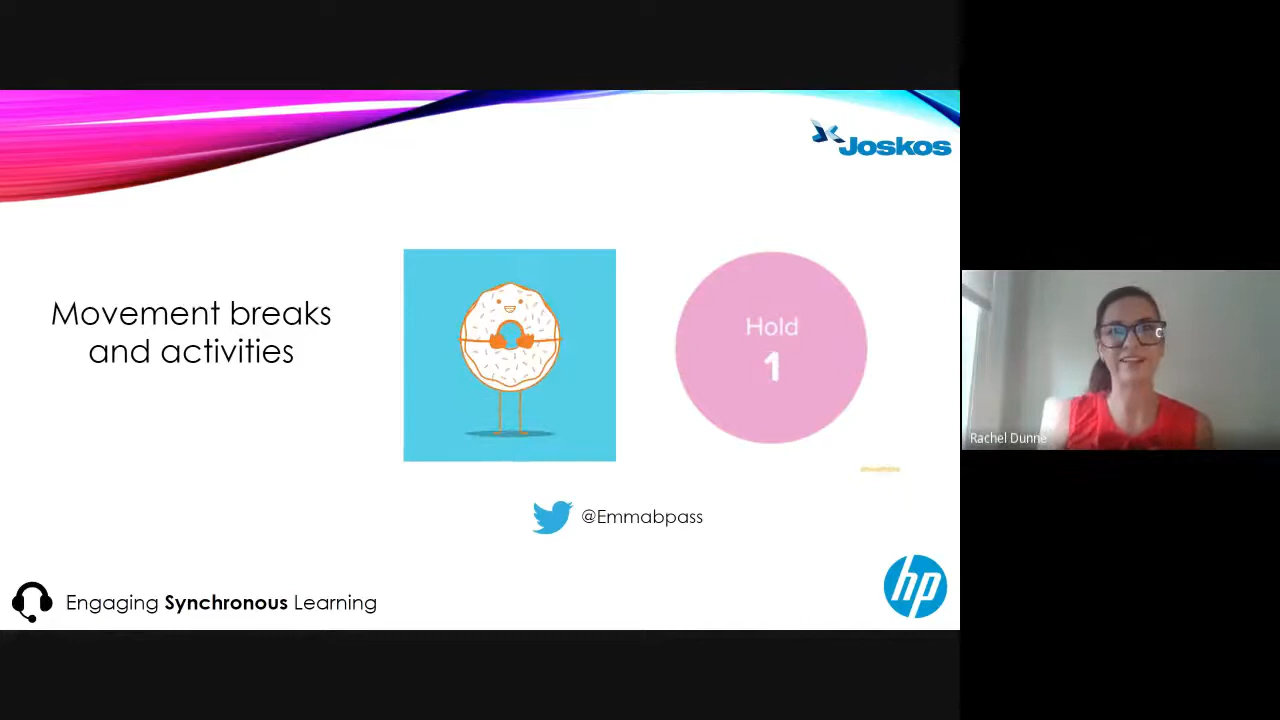 Joskos
Movement breaks
and activities
Hold
1
@Emmabpass
Engaging Synchronous Learning
hp
Rachel Dunne